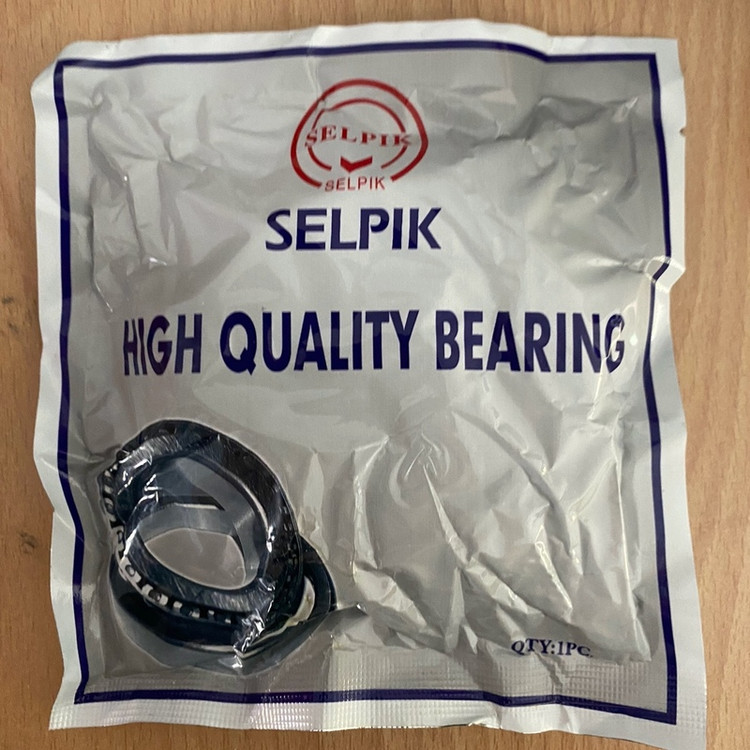 SELPIK
SELPIK
SELPIK
HIGH QUALITY BEARING
QTY:1PC.